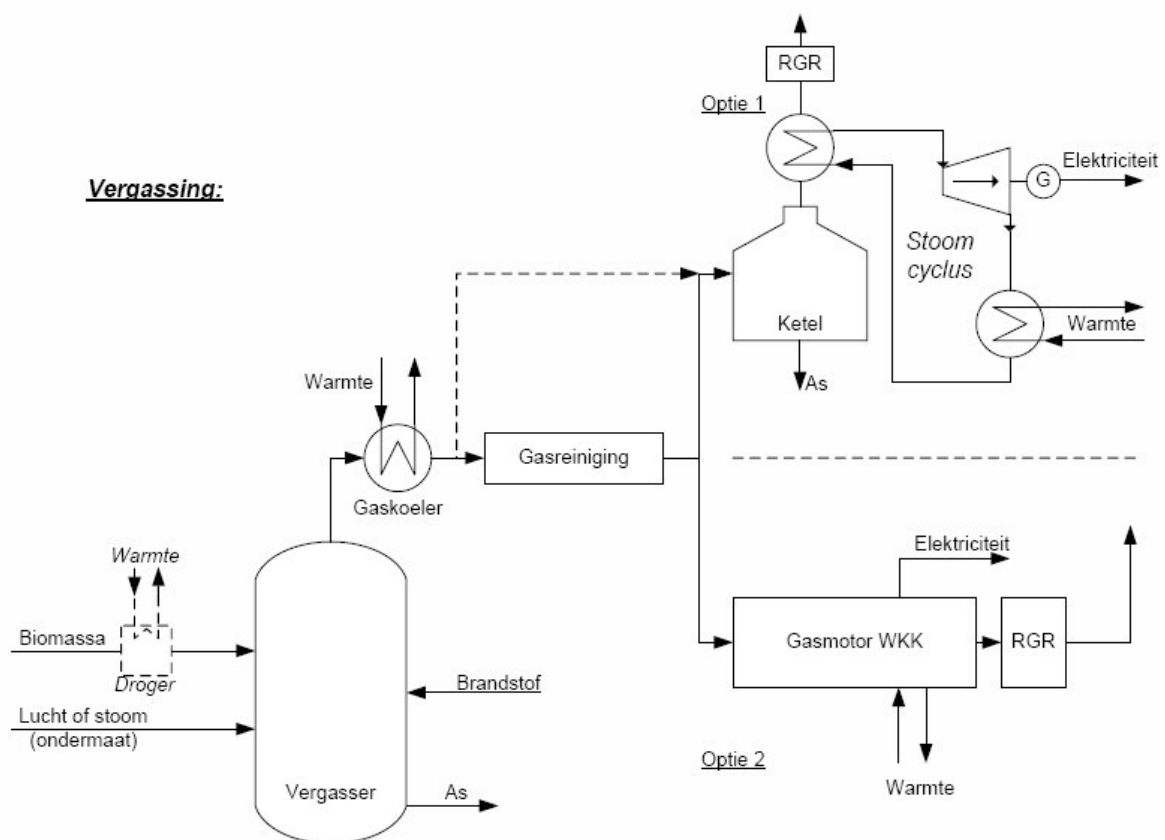 RGR
Optie 1
Elektriciteit
G
Vergassing:
Stoom
cyclus
Ketel
Warmte
As
Warmte
Gasreiniging
Gaskoeler
Elektriciteit
Warmte
Biomassa
Droger
Gasmotor WKK
RGR
Brandstof
Lucht of stoom
(ondermaat)
Optie 2
Vergasser
As
Warmte